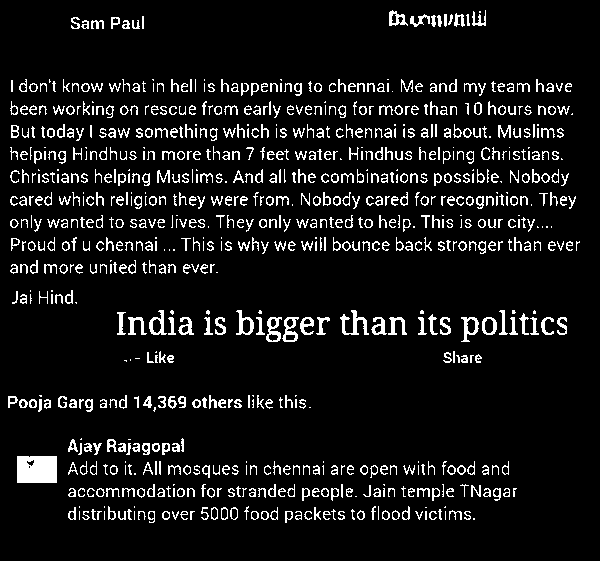 Sam Paul
I don't know what in hell is happening to chennai. Me and my team have
been working on rescue from early evening for more than 10 hours now.
But today I saw something which is what chennai is all about. Muslims
helping Hindhus in more than 7 feet water. Hindhus helping Christians.
Christians helping Muslims. And all the combinations possible. Nobody
cared which religion they were from. Nobody cared for recognition. They
only wanted to save lives. They only wanted to help. This is our city....
Proud of u chennai ... This is why we will bounce back stronger than ever
and more united than ever.
Jai Hind.
India is bigger than its politics
Like Share
Pooja Garg and 14,369 others like this.
Ajay Rajagopal
Add to it. All mosques in chennai are open with food and
accommodation for stranded people. Jain temple TNagar
distributing over 5000 food packets to flood victims.